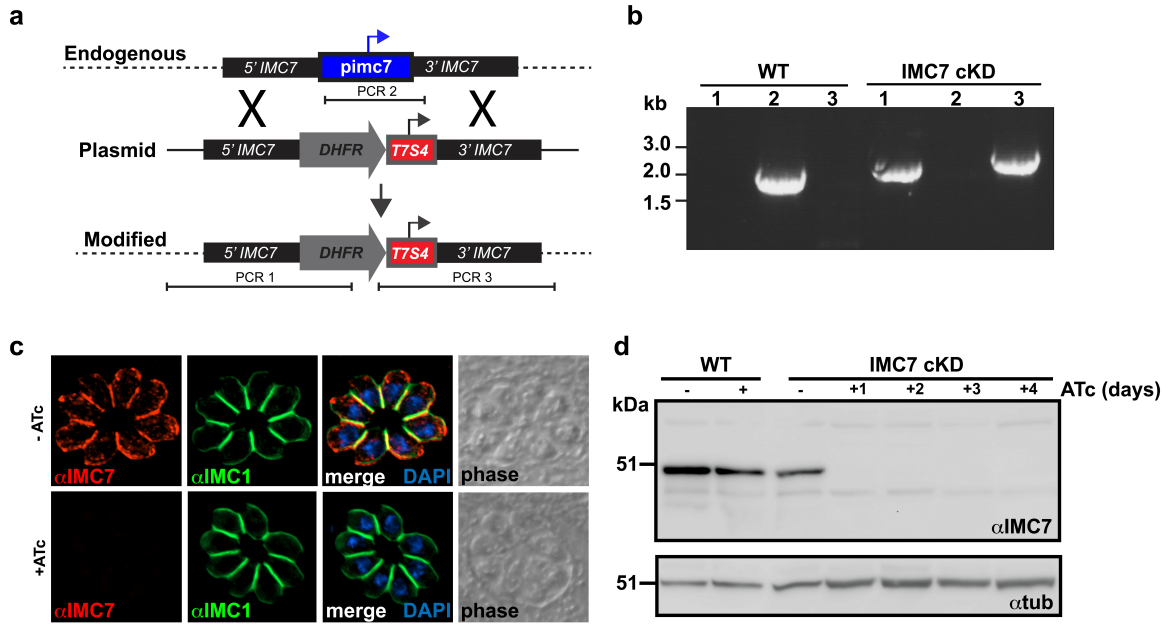 a
Endogenous
5’ IMC7 pimc7 3’ IMC7
PCR 2
X X
Plasmid
5’ IMC7 DHFR T7S4 3’ IMC7
Modified
5’ IMC7 DHFR T7S4 3’ IMC7
PCR 1 PCR 3
b
WT IMC7 cKD
kb 1 2 3 1 2 3
3.0
2.0
1.5
c
- ATc
αIMC7 αIMC1 merge DAPI phase
+ATc
αIMC7 αIMC1 merge DAPI phase
d
WT IMC7 cKD
- + - +1 +2 +3 +4 ATc (days)
kDa
51
αIMC7
51
αtub